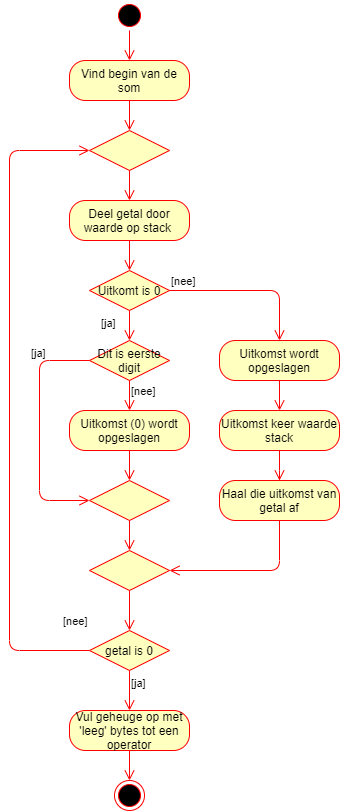 Vind begin van de
som
Deel getal door
waarde op stack
[nee]
Uitkomt is 0
[ja]
[ja]
Dit is eerste
digit
Uitkomst wordt
opgeslagen
[nee]
Uitkomst (0) wordt
opgeslagen
Uitkomst keer waarde
stack
Haal die uitkomst van
getal af
[nee]
getal is 0
[ja]
Vul geheuge op met
'leeg' bytes tot een
operator